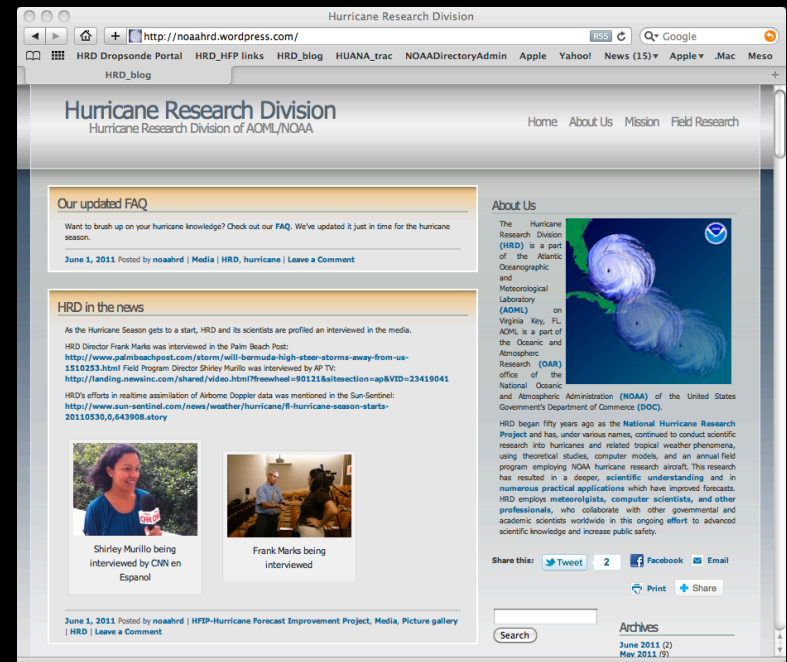 Hurricane Research Division
http://noaahrd.wordpress.com/
RSS
Google
HRD Dropsonde Portal HRD_HFP links HRD_blog HUANA_trac NOAADirectoryAdmin Apple Yahoo! News (15) Apple .Mac Meso
HRD_blog
Hurricane Research Division
Hurricane Research Division of AOML/NOAA
Home About Us Mission Field Research
Our updated FAQ
Want to brush up on your hurricane knowledge? Check out our FAQ. We've updated it just in time for the hurricane
season.
June 1, 2011 Posted by noaahrd | Media | HRD, hurricane | Leave a Comment
HRD in the news
As the Hurricane Season gets to a start, HRD and its scientists are profiled an interviewed in the media.
HRD Director Frank Marks was interviewed in the Palm Beach Post:
http://www.palmbeachpost.com/storm/will-bermuda-high-steer-storms-away-from-us-
1510253.html Field Program Director Shirley Murillo was interviewed by AP TV:
http://landing.newsinc.com/shared/video.html?freewheel=90121&sitesection=ap&VID=23419041
HRD's efforts in realtime assimilation of Airborne Doppler data was mentioned in the Sun-Sentinel:
http://www.sun-sentinel.com/news/weather/hurricane/fl-hurricane-season-starts-
20110530,0,643908.story
CNN
Shirley Murillo being
interviewed by CNN en
Espanol
Frank Marks being
interviewed
June 1, 2011 Posted by noaahrd | HFIP-Hurricane Forecast Improvement Project, Media, Picture gallery
| HRD | Leave a Comment
About Us
The Hurricane
Research Division
(HRD) is a part
of the Atlantic
Oceanographic
and
Meteorological
Laboratory
(AOML) on
Virginia Key, FL.
AOML is a part of
the Oceanic and
Atmospherc
Research (OAR)
office of the
National Oceanic
and Atmospheric Administration (NOAA) of the United States
Government's Department of Commerce (DOC).
HRD began fifty years ago as the National Hurricane Research
Project and has, under various names, continued to conduct scientific
research into hurricanes and related tropical weather phenomena,
using theoretical studies, computer models, and an annual field
program employing NOAA hurricane research aircraft. This research
has resulted in a deeper, scientific understanding and in
numerous practical applications which have improved forecasts.
HRD employs meteorolgists, computer scientists, and other
professionals, who collaborate with other governmental and
academic scientists worldwide in this ongoing effort to advanced
scientific knowledge and increase public safety.
Share this: Tweet 2 Facebook Email
Print Share
Search
Archives
June 2011 (2)
May 2011 (9)